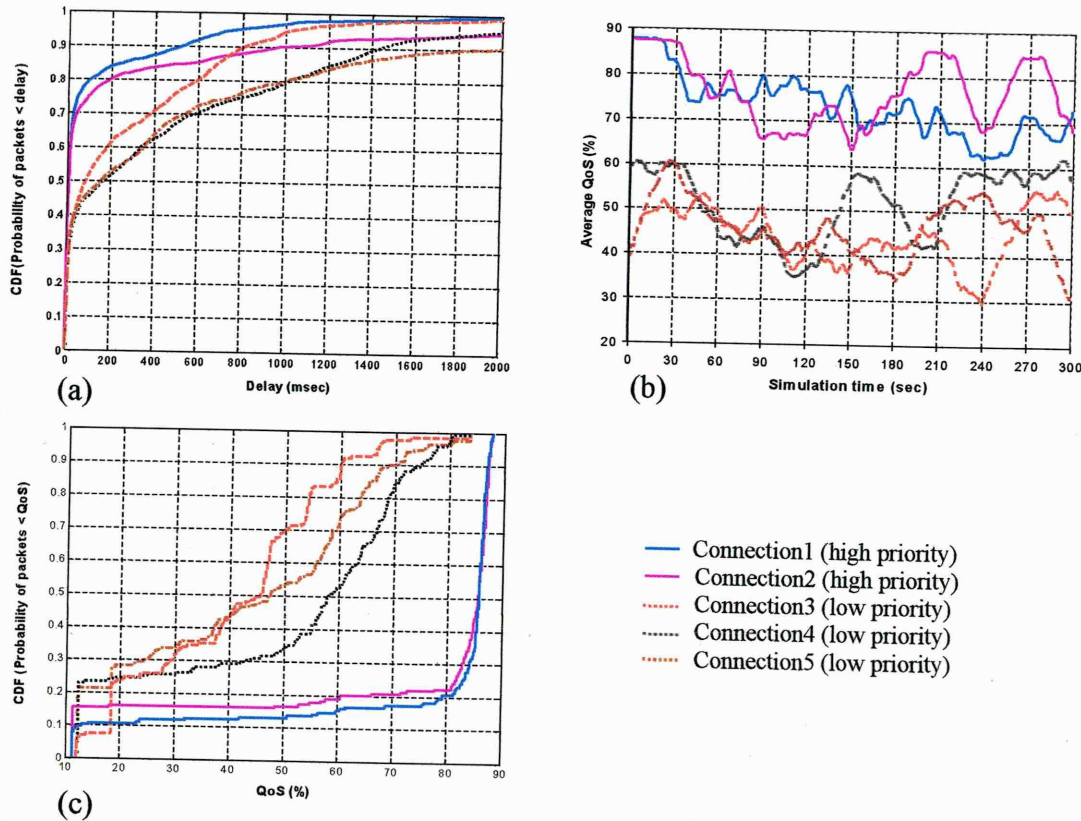 CDF(Probability of packets < delay)
1
0.9
0.8
0.7
0.6
0.5
0.4
0.3
0.2
0.1
0
0 200 400 600 800 1000 1200 1400 1600 1800 2000
Delay (msec)
(a)
Average QoS (%)
90
80
70
60
50
40
30
20
0 30 60 90 120 150 180 210 240 270 300
Simulation time (sec)
(b)
CDF (Probability of packets < QoS)
1
0.9
0.8
0.7
0.6
0.5
0.4
0.3
0.2
0.1
0
10 20 30 40 50 60 70 80 90
QoS (%)
(c)
Connection1 (high priority)
Connection2 (high priority)
Connection3 (low priority)
Connection4 (low priority)
Connection5 (low priority)